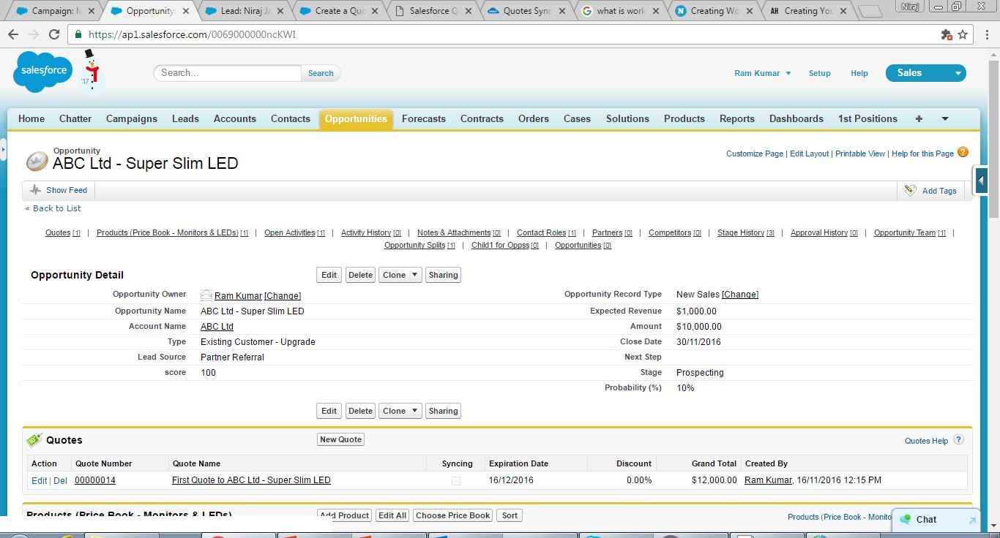 Campaign: M
Opportunity:
Lead: Niraj Ja
Create a Quo
Salesforce Q
Quotes Sync
what is work
Creating Wo
Creating You
Niraj
https://ap1.salesforce.com/0069000000ncKWI
salesforce
'17
Search...
Search
Ram Kumar
Setup
Help
Sales
Home Chatter Campaigns Leads Accounts Contacts Opportunities Forecasts Contracts Orders Cases Solutions Products Reports Dashboards 1st Positions +
Opportunity
ABC Ltd - Super Slim LED
Customize Page | Edit Layout | Printable View | Help for this Page ?
Show Feed
Add Tags
« Back to List
Quotes [1] | Products (Price Book - Monitors & LEDs) [1] | Open Activities [1] | Activity History [0] | Notes & Attachments [0] | Contact Roles [1] | Partners [0] | Competitors [0] | Stage History [3] | Approval History [0] | Opportunity Team [1] |
Opportunity Splits [1] | Child1 for Oppss [0] | Opportunities [0]
Opportunity Detail
Edit Delete Clone Sharing
Opportunity Owner Ram Kumar [Change] Opportunity Record Type New Sales [Change]
Opportunity Name ABC Ltd - Super Slim LED Expected Revenue $1,000.00
Account Name ABC Ltd Amount $10,000.00
Type Existing Customer - Upgrade Close Date 30/11/2016
Lead Source Partner Referral Next Step
score 100 Stage Prospecting
Probability (%) 10%
Edit Delete Clone Sharing
Quotes
New Quote
Quotes Help ?
Action Quote Number Quote Name Syncing Expiration Date Discount Grand Total Created By
Edit | Del 00000014 First Quote to ABC Ltd - Super Slim LED 16/12/2016 0.00% $12,000.00 Ram Kumar, 16/11/2016 12:15 PM
Products (Price Book - Monitors & LEDs)
Add Product Edit All Choose Price Book Sort
Products (Price Book - Monito
Chat